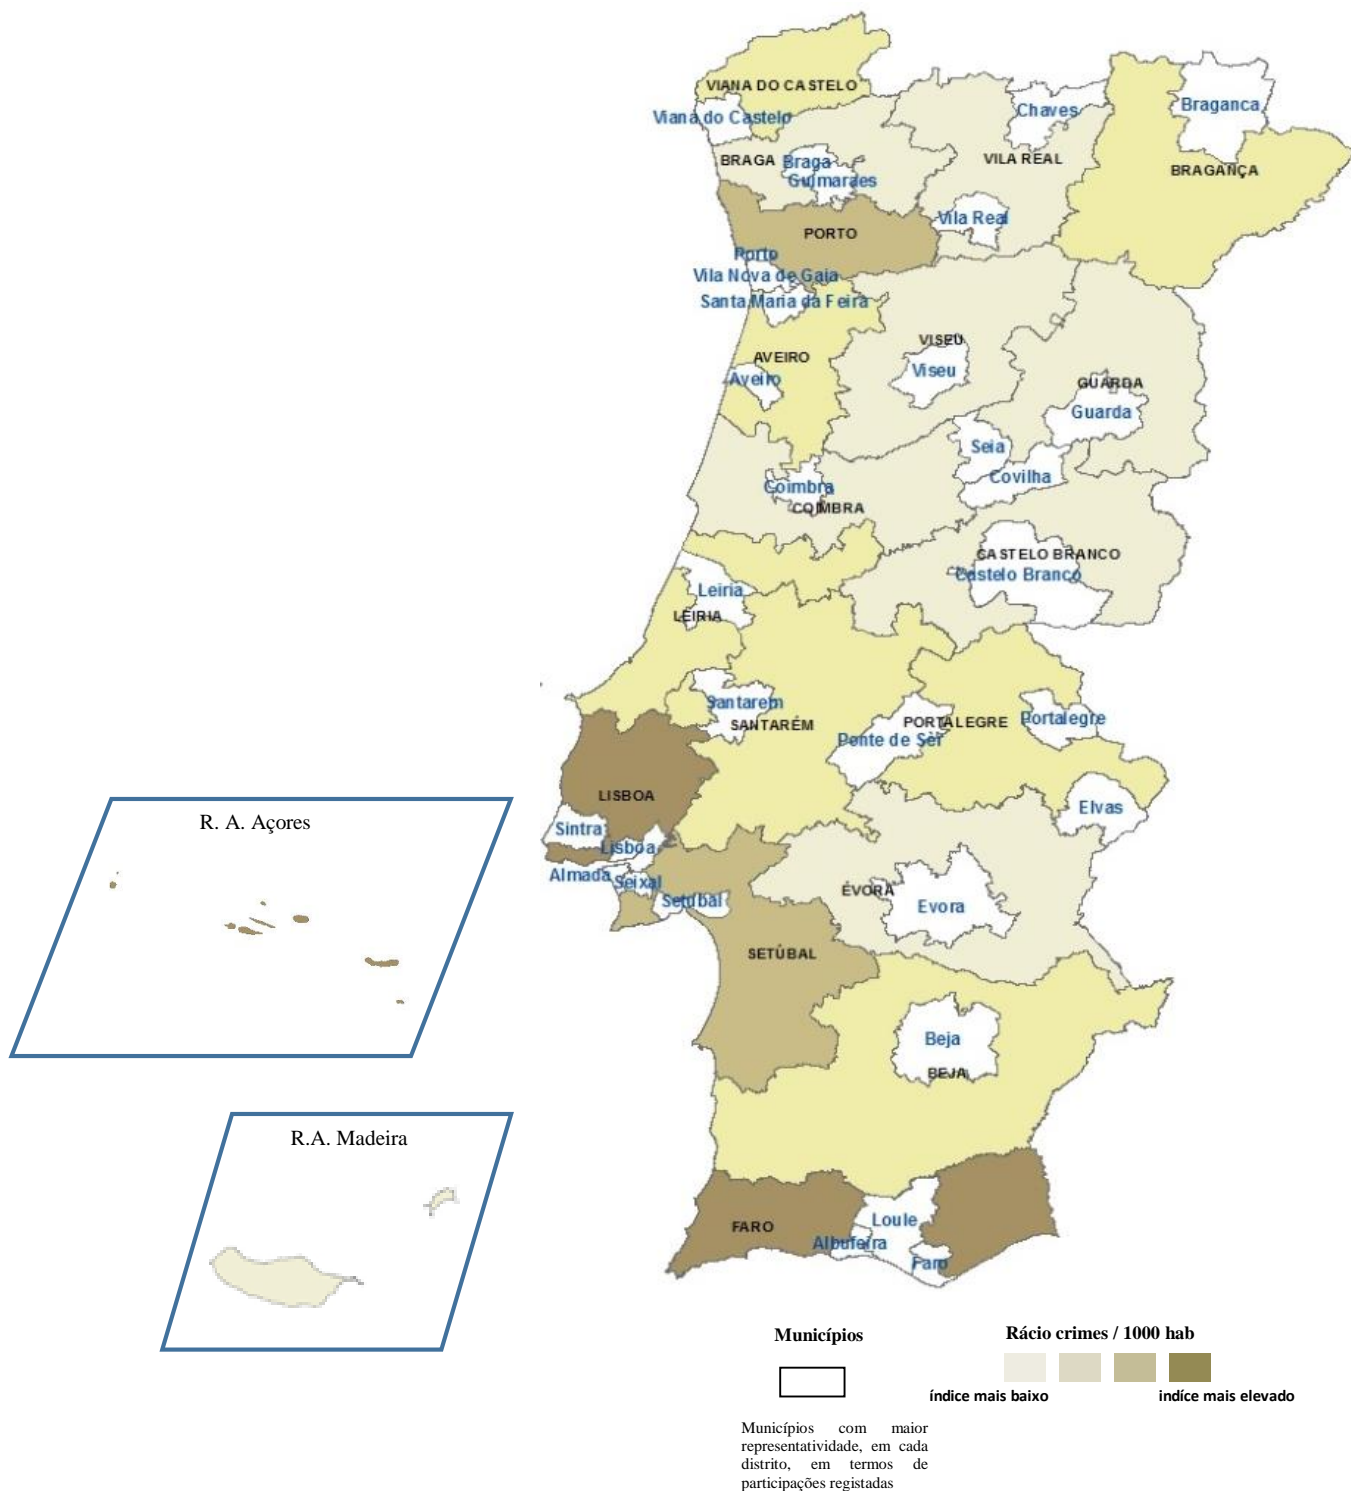 VIANA DO CASTELO
Viana do Castelo
Chaves
Braganca
BRAGA
Braga
Guimaraes
VILA REAL
BRAGANÇA
Vila Real
PORTO
Porto
Vila Nova de Gaia
Santa Maria da Feira
AVEIRO
Aveiro
VISEU
Viseu
GUARDA
Guarda
Seia
Covilha
Coimbra
COIMBRA
CASTELO BRANCO
Castelo Branco
Leiria
LEIRIA
Santarem
SANTARÉM
PORTALEGRE
Portalegre
Ponte de Sôr
LISBOA
Elvas
Sintra
Lisboa
Almada
Seixal
Setúbal
ÉVORA
Evora
SETÚBAL
Beja
BEJA
FARO
Loule
Albufeira
Faro
R. A. Açores
R.A. Madeira
Municípios
Rácio crimes / 1000 hab
índice mais baixo
indíce mais elevado
Municípios com maior
representatividade, em cada
distrito, em termos de
participações registadas